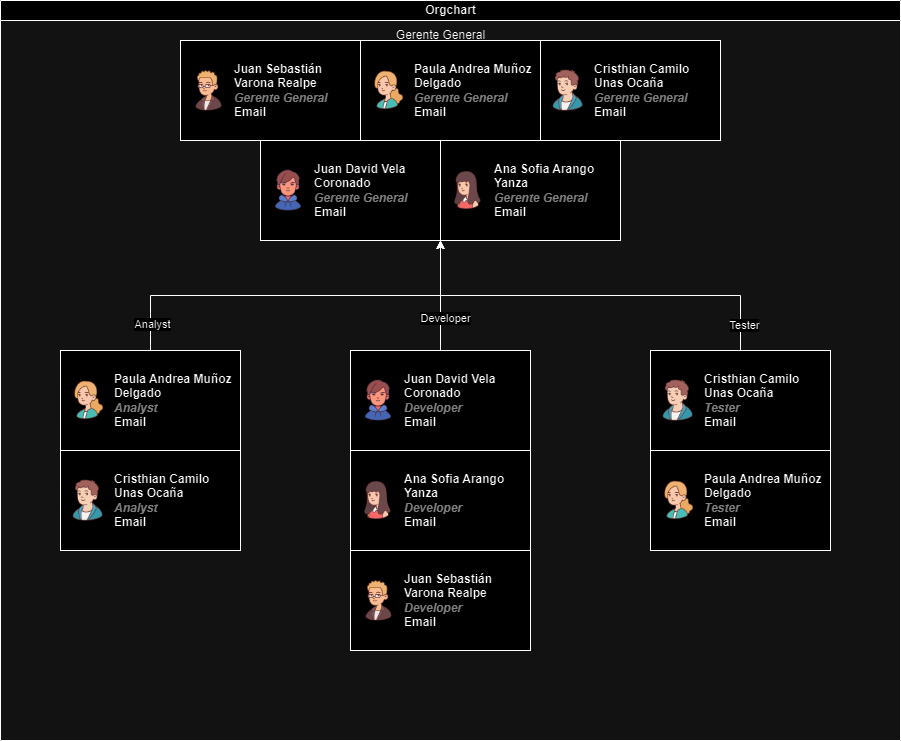 Orgchart
Gerente General
Juan Sebastián
Varona Realpe
Gerente General
Email
Paula Andrea Muñoz
Delgado
Gerente General
Email
Cristhian Camilo
Unas Ocaña
Gerente General
Email
Juan David Vela
Coronado
Gerente General
Email
Ana Sofia Arango
Yanza
Gerente General
Email
Analyst
Developer
Tester
Paula Andrea Muñoz
Delgado
Analyst
Email
Cristhian Camilo
Unas Ocaña
Analyst
Email
Juan David Vela
Coronado
Developer
Email
Ana Sofia Arango
Yanza
Developer
Email
Juan Sebastián
Varona Realpe
Developer
Email
Cristhian Camilo
Unas Ocaña
Tester
Email
Paula Andrea Muñoz
Delgado
Tester
Email